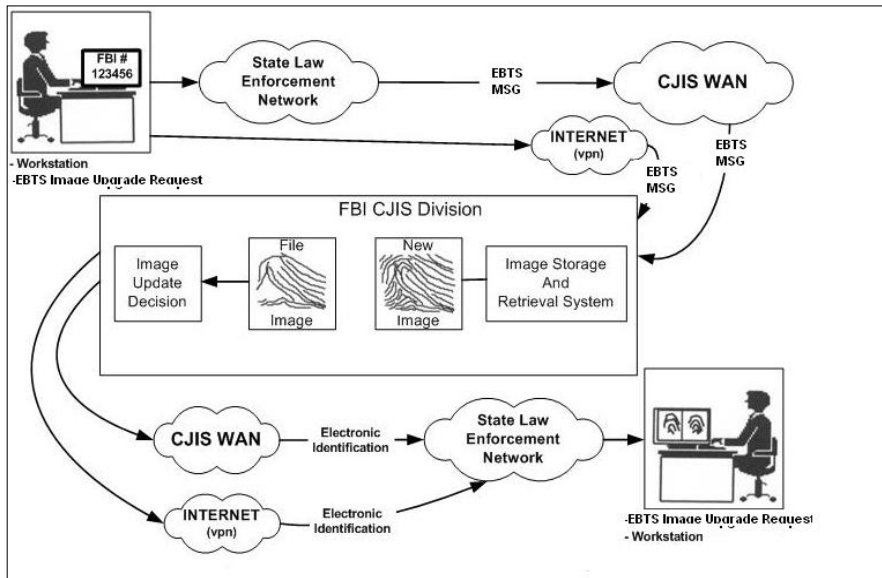 FBI #
123456
State Law
Enforcement
Network
EBTS
MSG
CJIS WAN
INTERNET
(vpn)
EBTS
MSG
EBTS
MSG
- Workstation
-EBTS Image Upgrade Request
FBI CJIS Division
Image
Update
Decision
File
Image
New
Image
Image Storage
And
Retrieval System
CJIS WAN
Electronic
Identification
State Law
Enforcement
Network
INTERNET
(vpn)
Electronic
Identification
-EBTS Image Upgrade Request
- Workstation